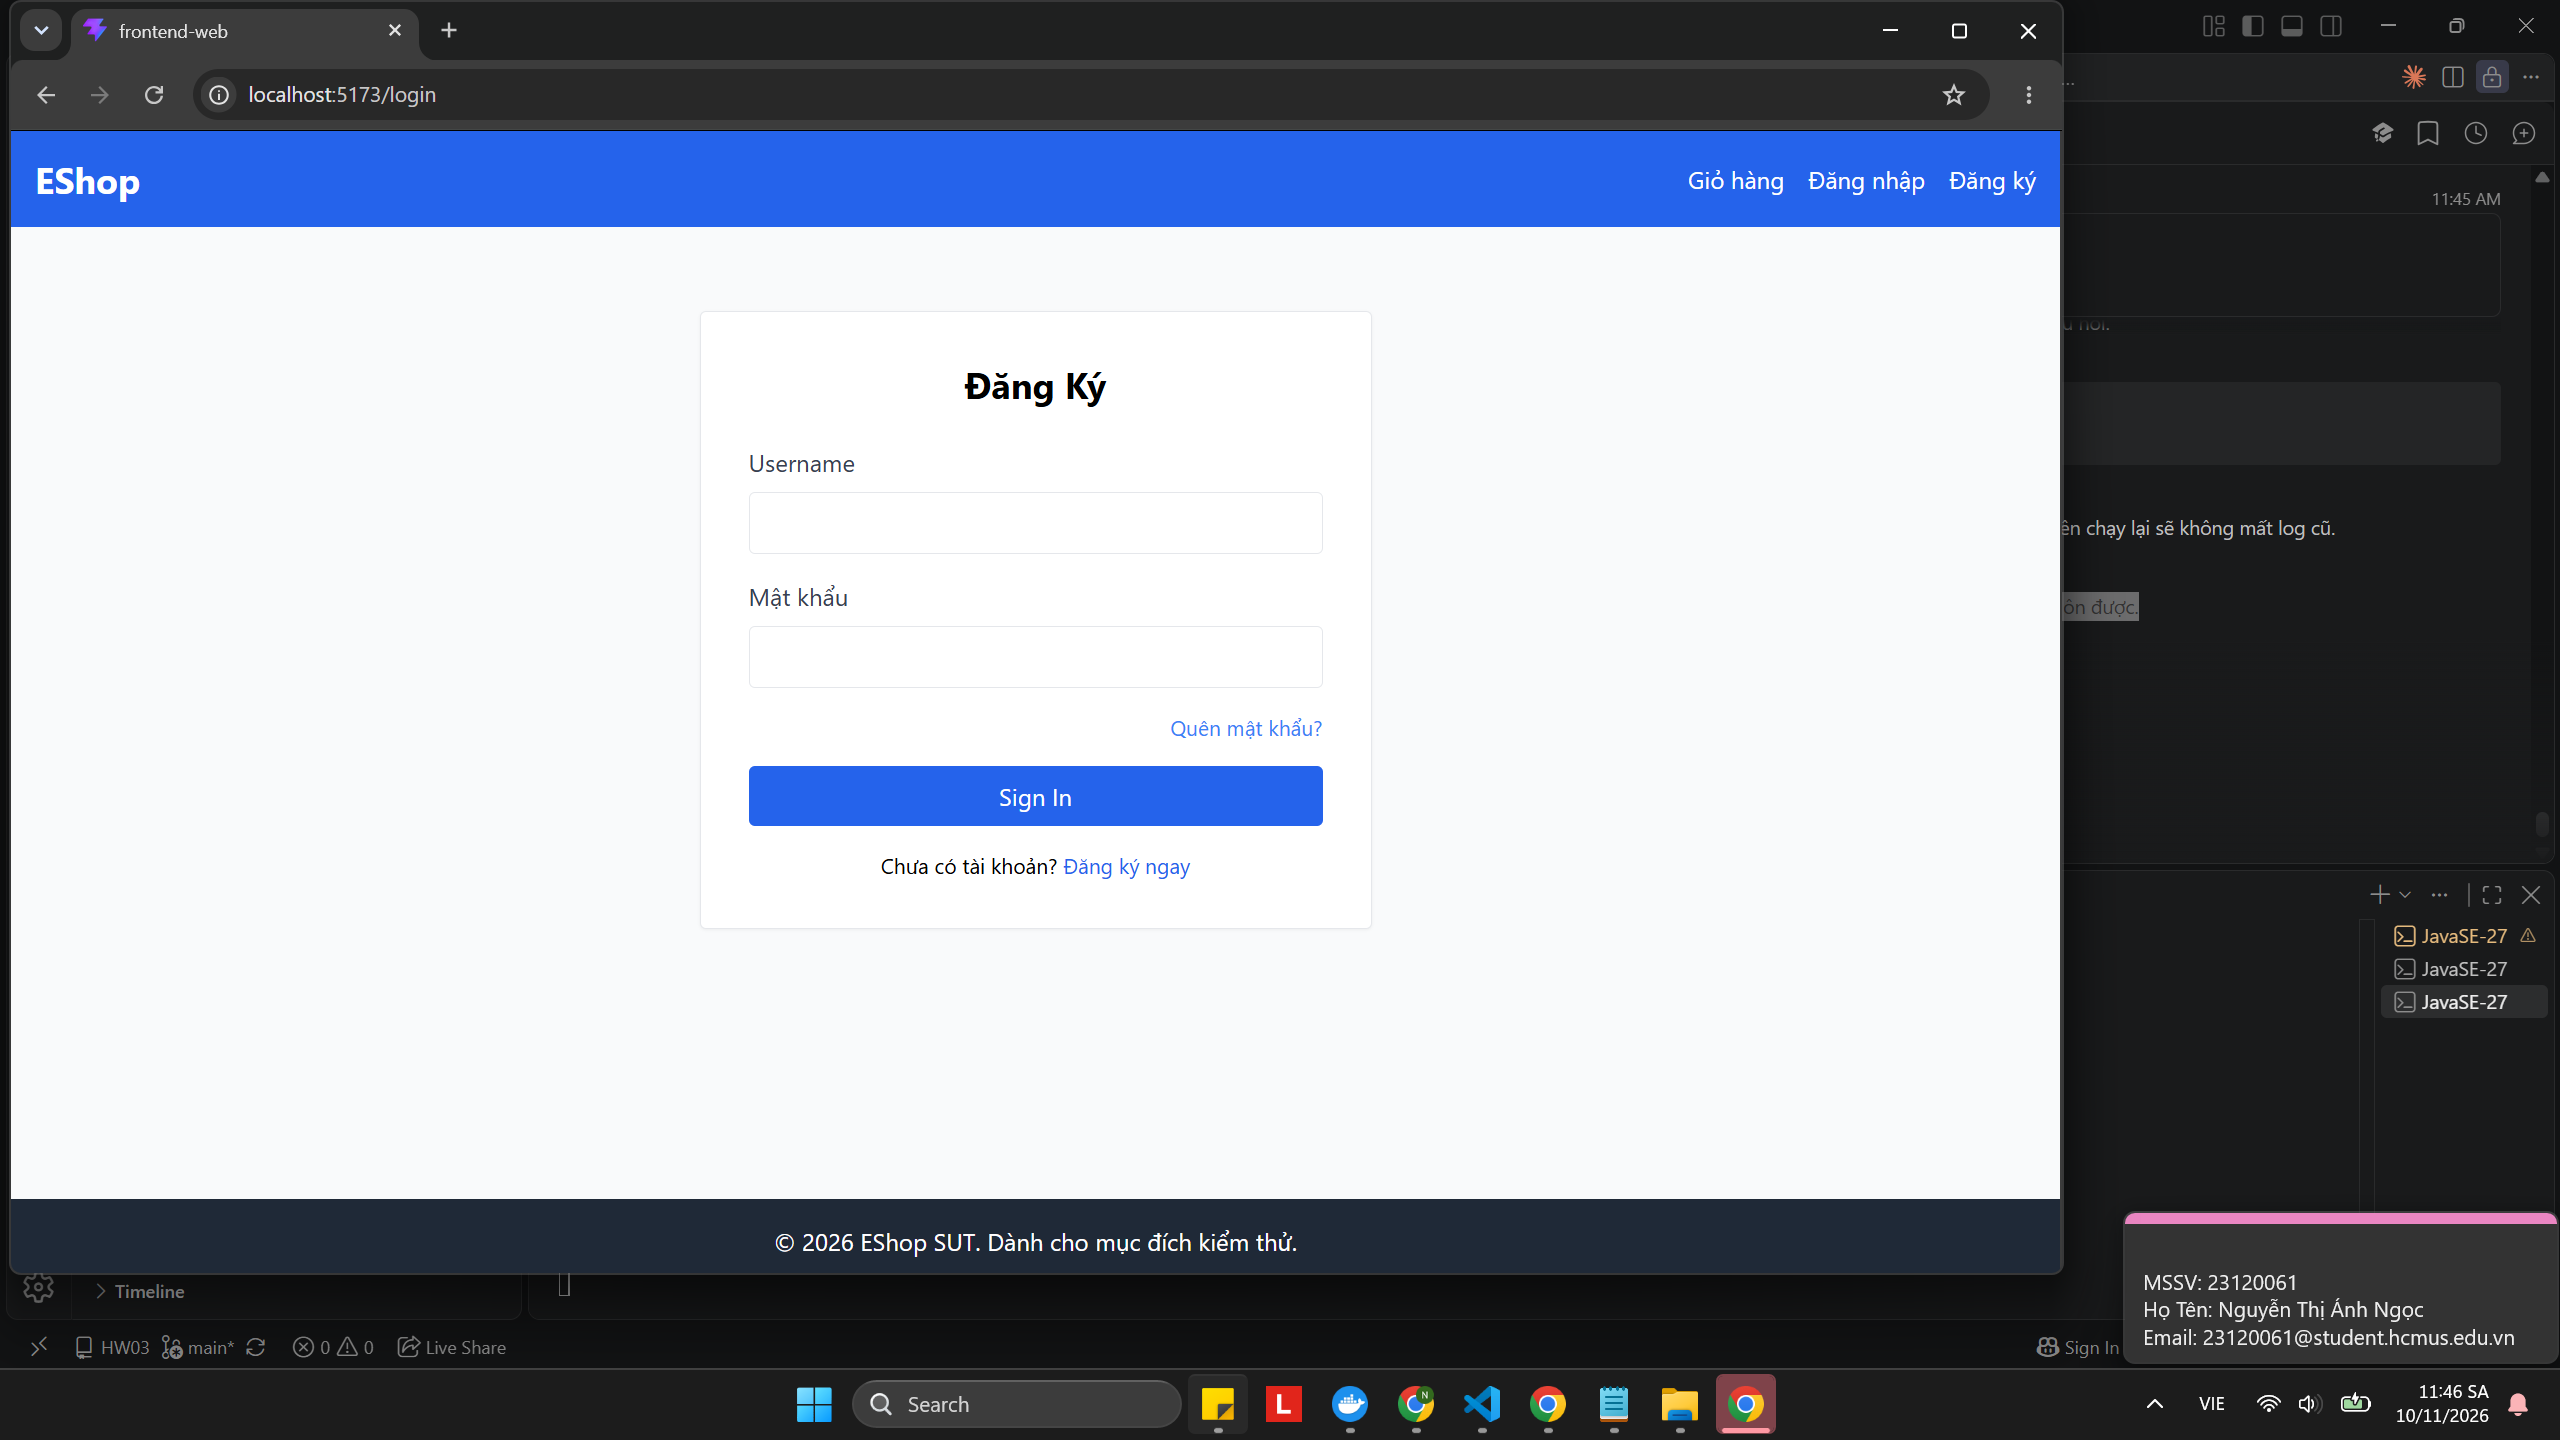 frontend-web
localhost:5173/login
EShop
Giỏ hàng Đăng nhập Đăng ký
11:45 AM
Đăng Ký
Username
Mật khẩu
chạy lại sẽ không mất log cũ.
được.
Quên mật khẩu?
Sign In
Chưa có tài khoản? Đăng ký ngay
JavaSE-27
JavaSE-27
JavaSE-27
© 2026 EShop SUT. Dành cho mục đích kiểm thử.
Timeline
MSSV: 23120061
Họ Tên: Nguyễn Thị Ánh Ngọc
Email: 23120061@student.hcmus.edu.vn
HW03 main* 0 0 Live Share
Sign In
Search
L
N
VIE
11:46 SA
10/11/2026